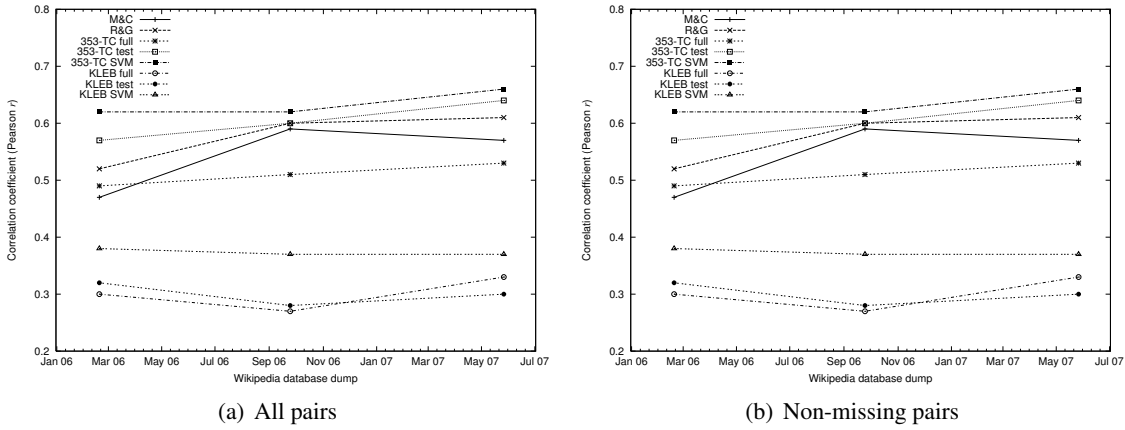 0.8
0.7
0.6
0.5
0.4
0.3
0.2
Correlation coefficient (Pearson r)
M&C
R&G
353-TC full
353-TC test
353-TC SVM
KLEB full
KLEB test
KLEB SVM
Jan 06 Mar 06 May 06 Jul 06 Sep 06 Nov 06 Jan 07 Mar 07 May 07 Jul 07
Wikipedia database dump
(a) All pairs
0.8
0.7
0.6
0.5
0.4
0.3
0.2
Correlation coefficient (Pearson r)
M&C
R&G
353-TC full
353-TC test
353-TC SVM
KLEB full
KLEB test
KLEB SVM
Jan 06 Mar 06 May 06 Jul 06 Sep 06 Nov 06 Jan 07 Mar 07 May 07 Jul 07
Wikipedia database dump
(b) Non-missing pairs